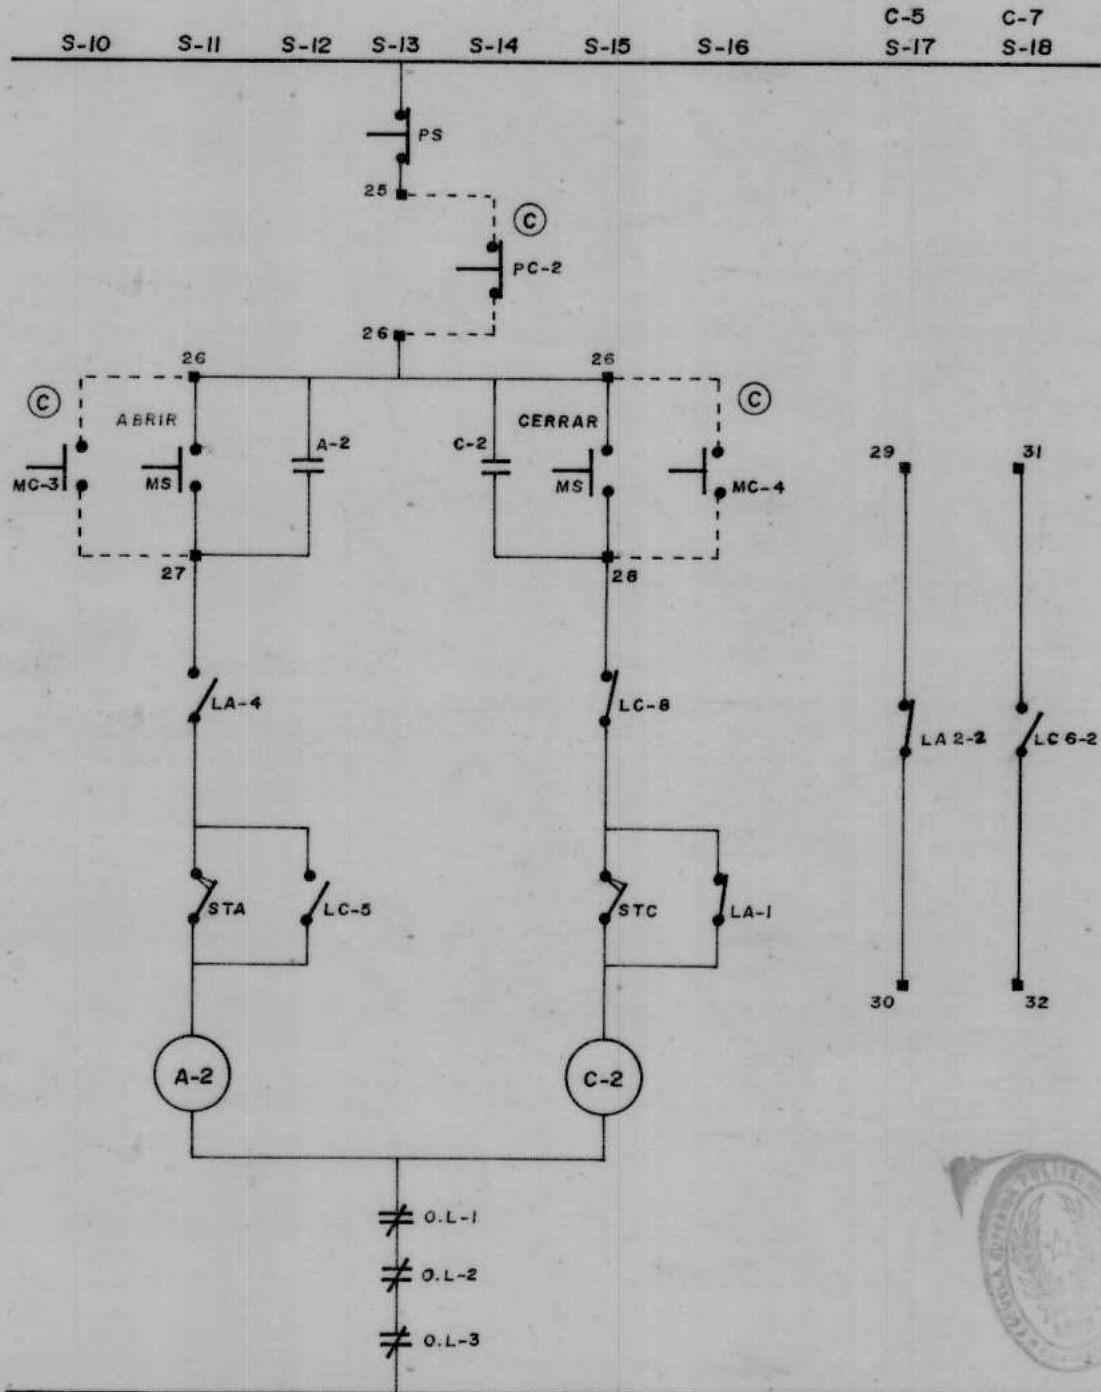 C-5 C-7
S-10 S-11 S-12 S-13 S-14 S-15 S-16 S-17 S-18
PS
25
C
PC-2
26
26 26
C C
ABRIR A-2 C-2 CERRAR
MC-3 MS MS MC-4
29 31
27 28
LA-4 LC-8
LA 2-2 LC 6-2
STA LC-5 STC LA-1
30 32
A-2 C-2
O.L-1
O.L-2
O.L-3